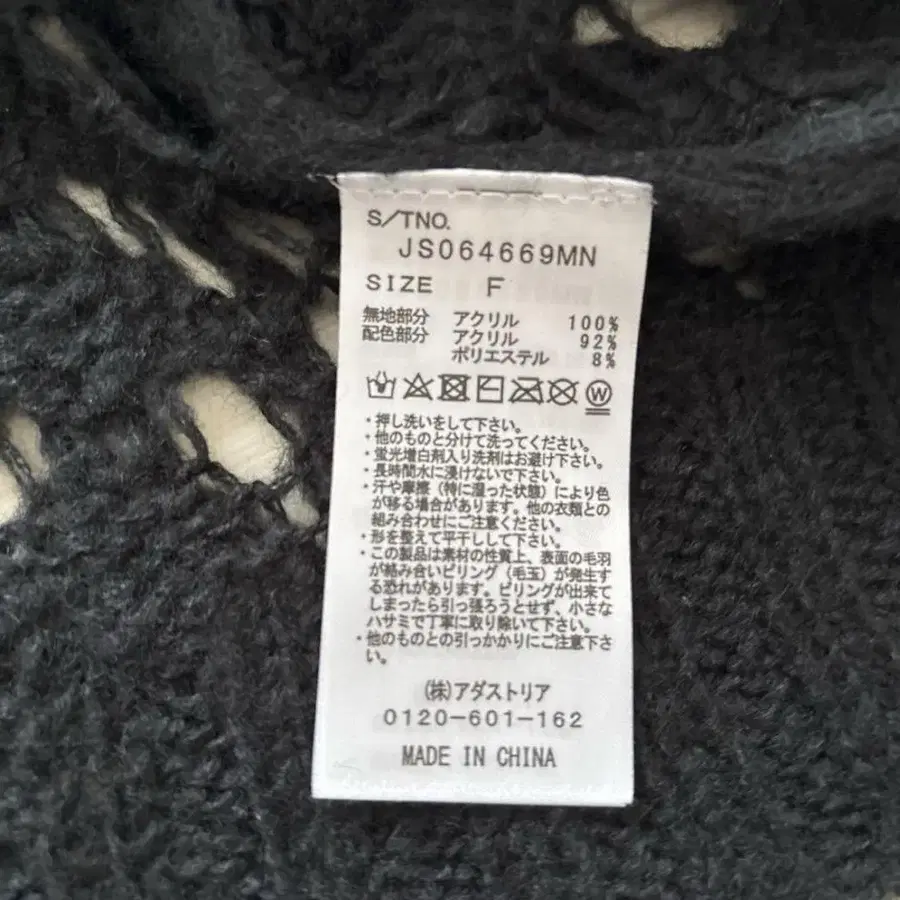 S/TNO.
JS064669MN
SIZE F
無地部分 アクリル 100%
配色部分 アクリル 92%
ポリエステル 8%
W
・押し洗いをして下さい。
・他のものと分けて洗ってください。
・蛍光増白剤入り洗剤はお避け下さい。
・長時間水に浸けないで下さい。
・汗や摩擦（特に湿った状態）により色
が移る場合があります。他の衣類との
組み合わせにご注意ください。
・形を整えて平干しして下さい。
・この製品は素材の性質上、表面の毛羽
が絡み合いピリング（毛玉）が発生す
る恐れがあります。ピリングが出来て
しまったら引っ張ろうとせず、小さな
ハサミで丁寧に取り除いて下さい。
・他のものとの引っかかりにご注意下さ
い。
(株)アダストリア
0120-601-162
MADE IN CHINA